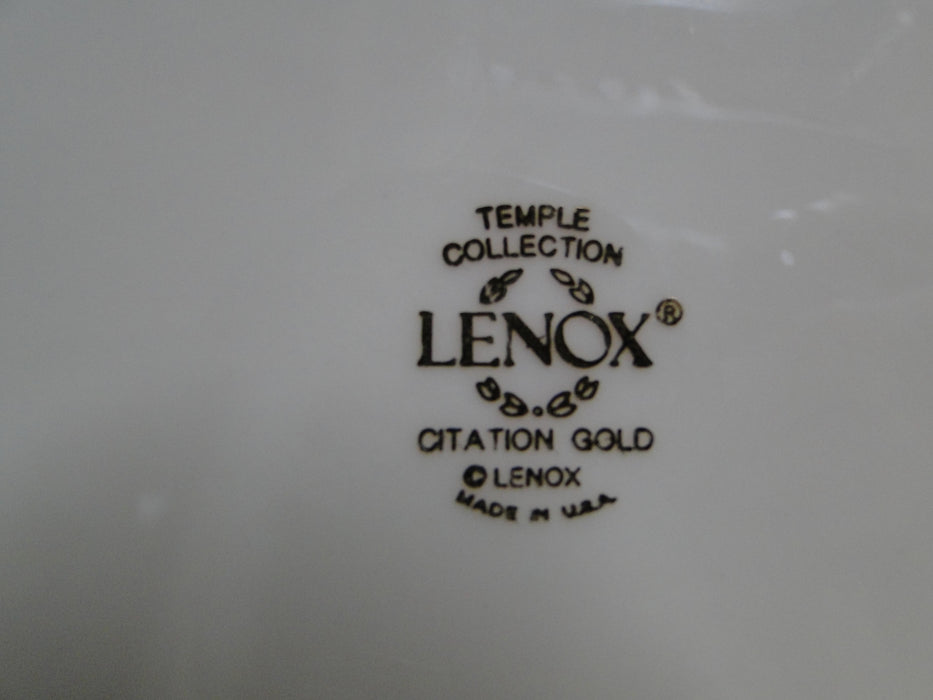 TEMPLE
COLLECTION
LENOX®
CITATION GOLD
© LENOX
MADE IN U.S.A.